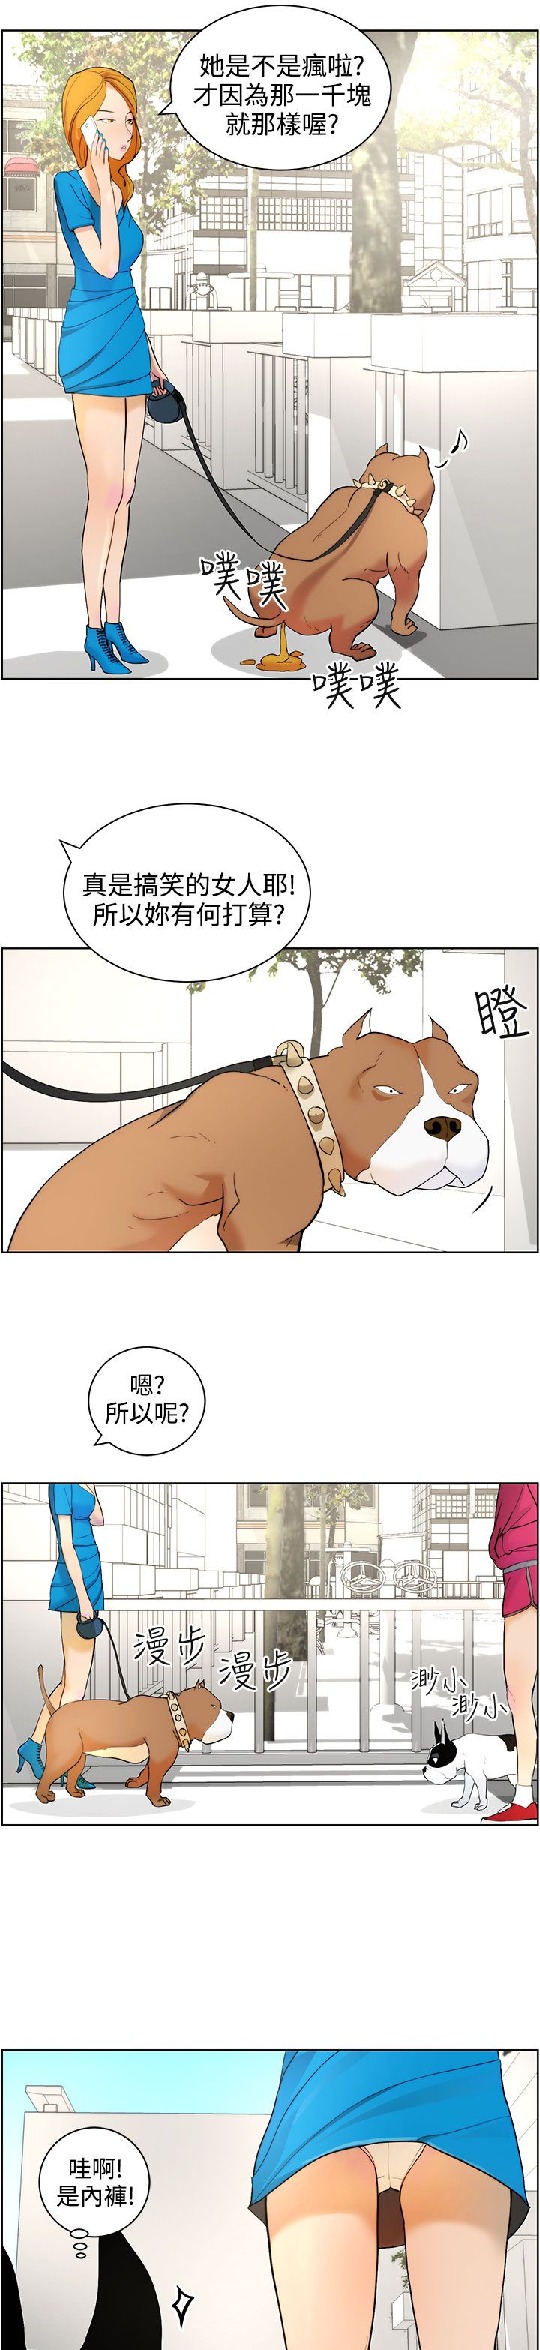 她是不是瘋啦?
才因為那一千塊
就那樣喔?
噗噗
噗噗
真是搞笑的女人耶!
所以妳有何打算?
瞪
嗯?
所以呢?
漫步
漫步
渺小
渺小
哇啊!
是內褲!